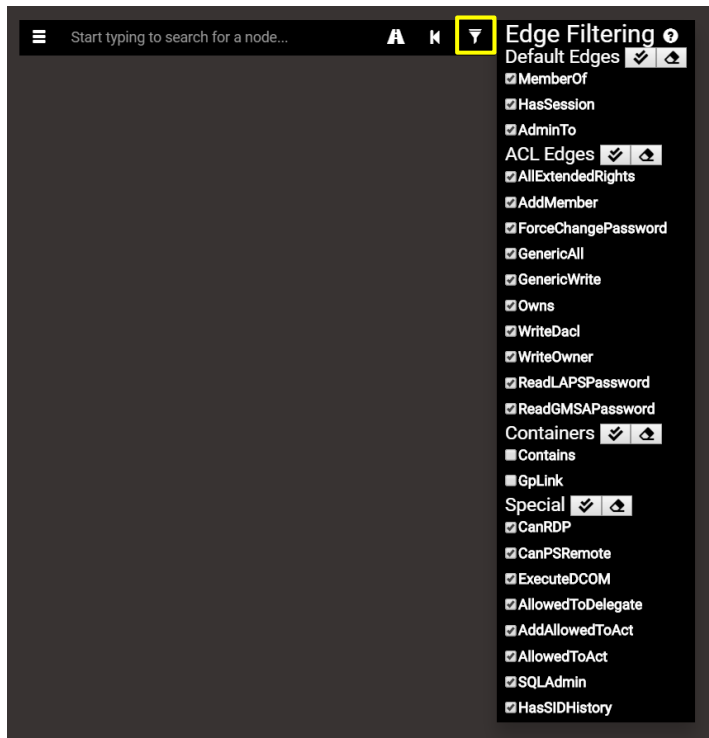 Start typing to search for a node...
Edge Filtering
Default Edges
MemberOf
HasSession
AdminTo
ACL Edges
AllExtendedRights
AddMember
ForceChangePassword
GenericAll
GenericWrite
Owns
WriteDacl
WriteOwner
ReadLAPSPassword
ReadGMSAPassword
Containers
Contains
GpLink
Special
CanRDP
CanPSRemote
ExecuteDCOM
AllowedToDelegate
AddAllowedToAct
AllowedToAct
SQLAdmin
HasSIDHistory